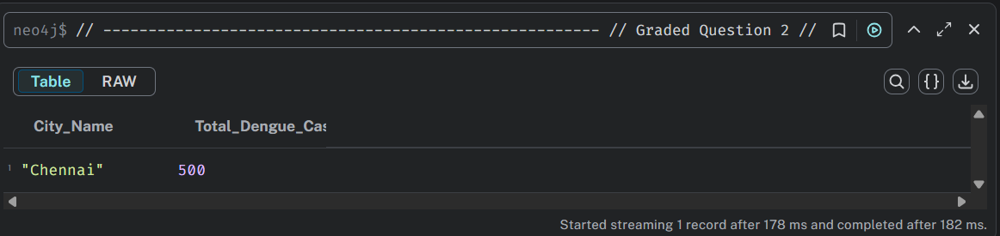 neo4j$ // ------------------------------------------------------- // Graded Question 2 //
Table RAW
City_Name Total_Dengue_Cas
1 "Chennai" 500
Started streaming 1 record after 178 ms and completed after 182 ms.